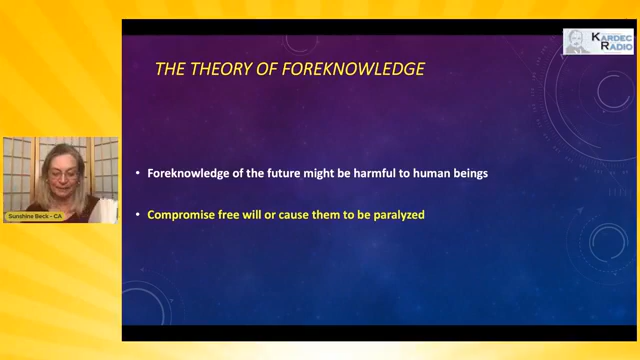 KARDEC
RADIO
THE THEORY OF FOREKNOWLEDGE
• Foreknowledge of the future might be harmful to human beings
• Compromise free will or cause them to be paralyzed
Sunshine Beck - CA